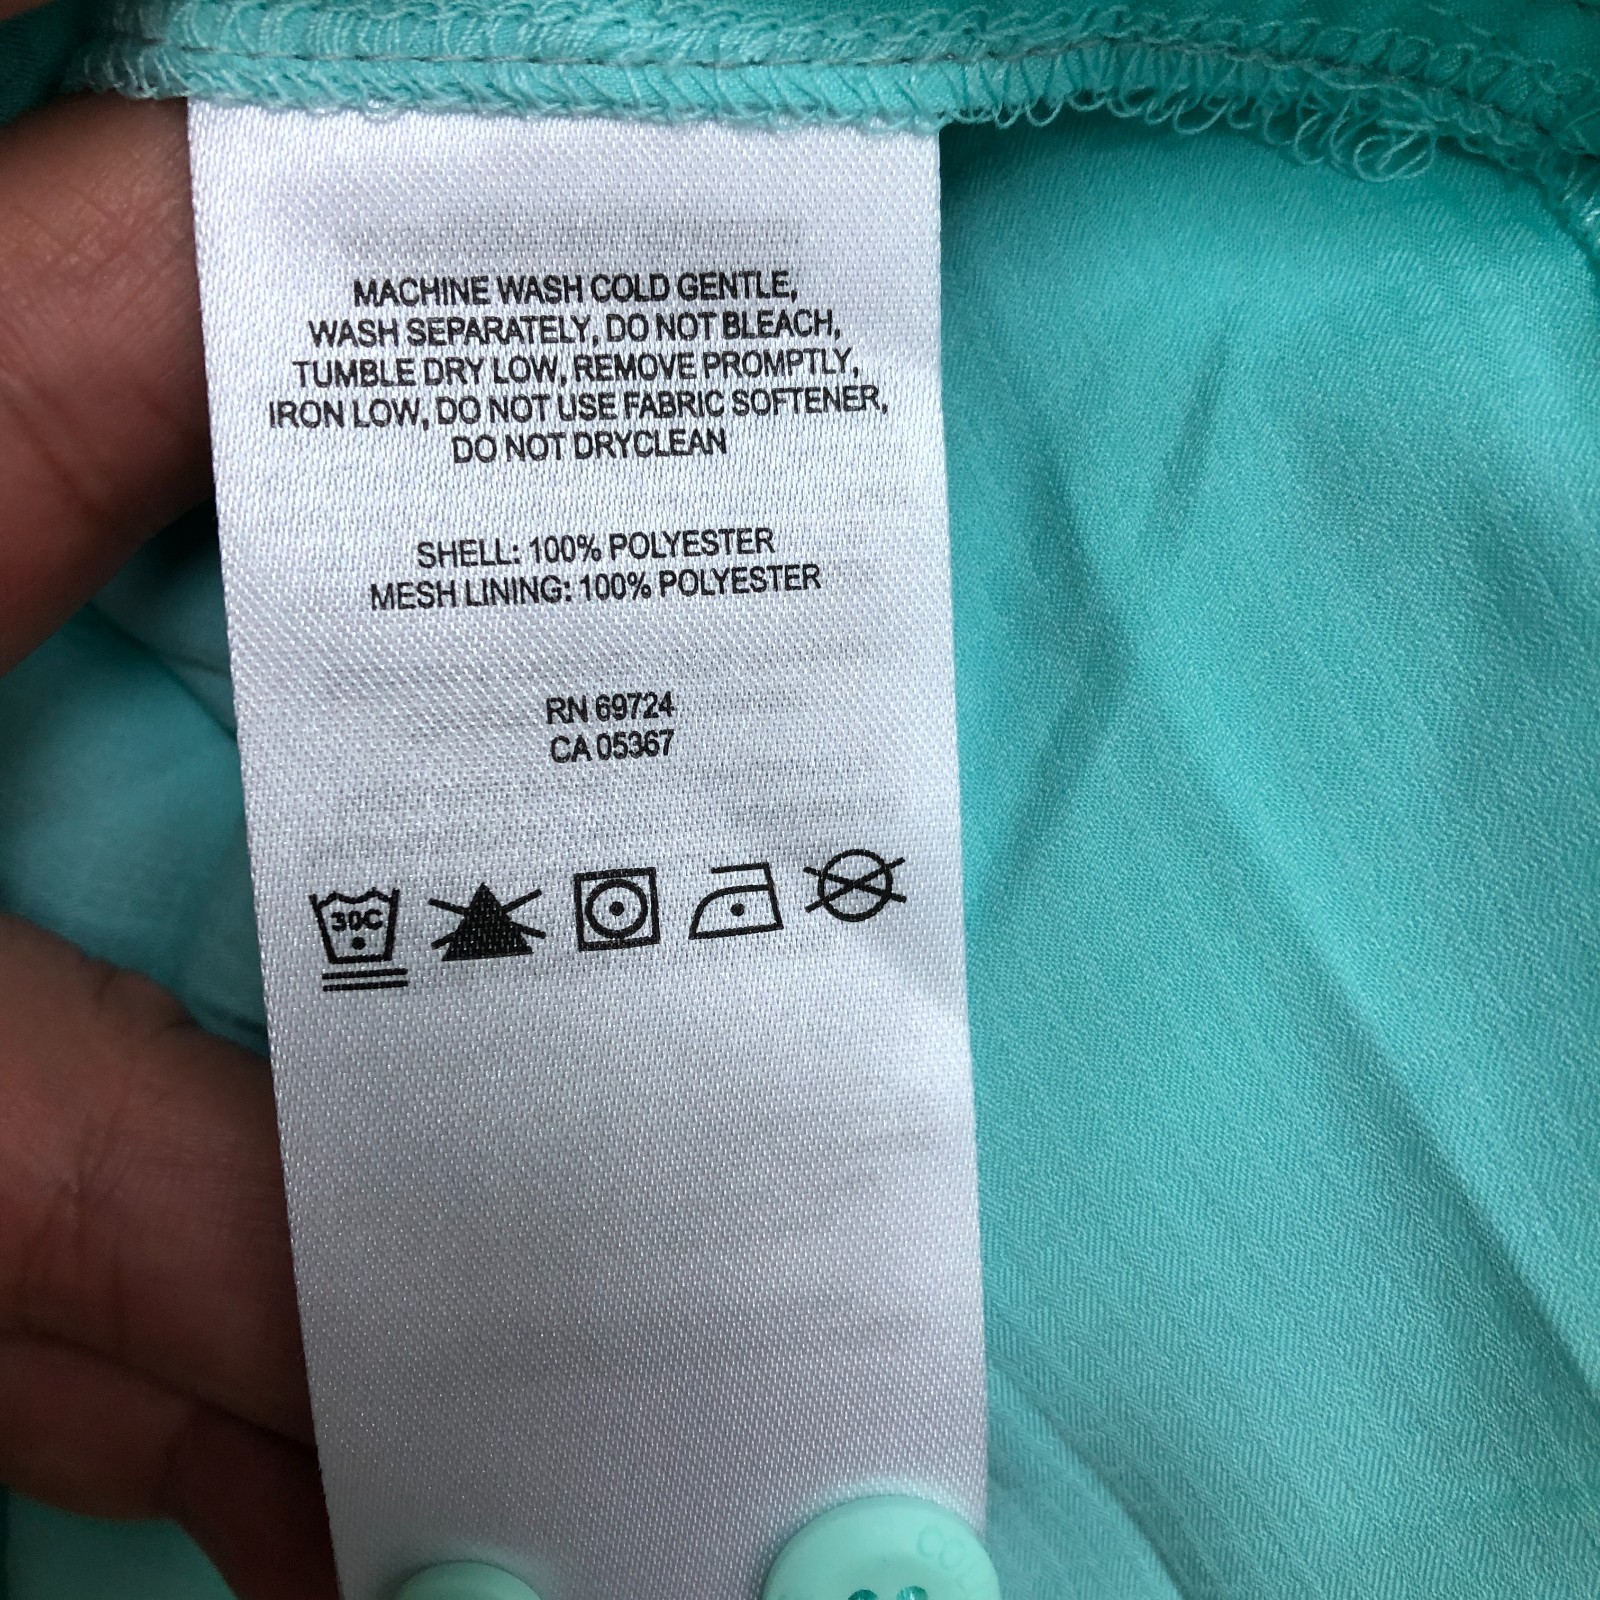 MACHINE WASH COLD GENTLE,
WASH SEPARATELY, DO NOT BLEACH,
TUMBLE DRY LOW, REMOVE PROMPTLY,
IRON LOW, DO NOT USE FABRIC SOFTENER,
DO NOT DRYCLEAN
SHELL: 100% POLYESTER
MESH LINING: 100% POLYESTER
RN 69724
CA 05367
30C